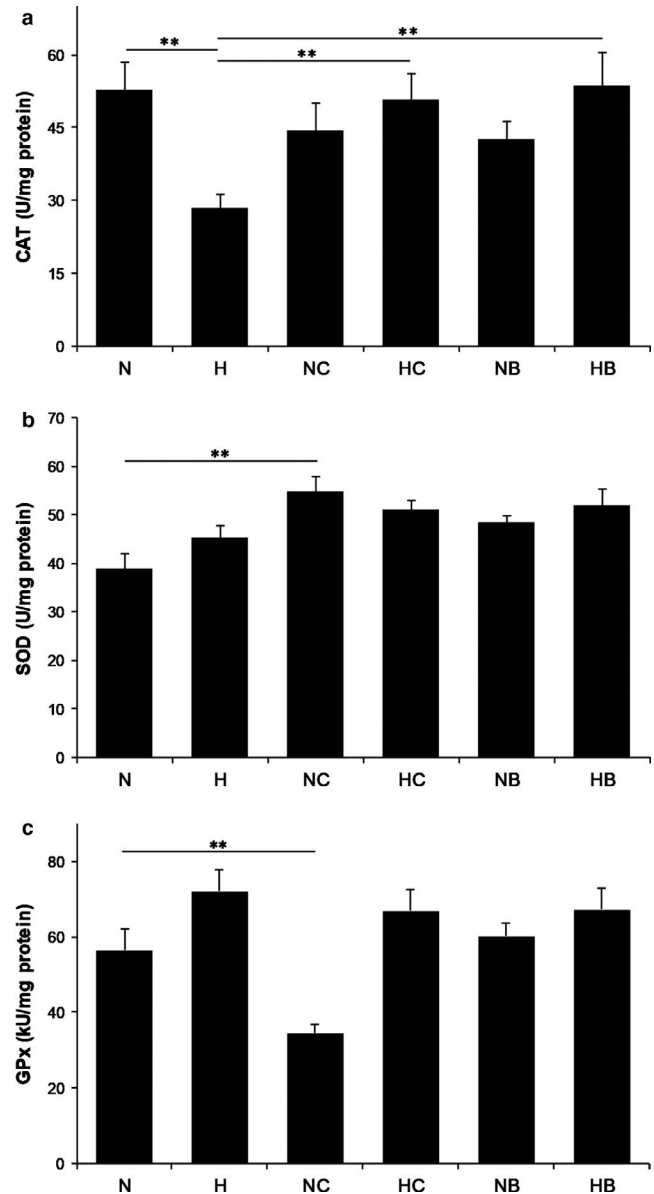 a
**
** **
CAT (U/mg protein)
60
45
30
15
0
N H NC HC NB HB
b
**
SOD (U/mg protein)
70
60
50
40
30
20
10
0
N H NC HC NB HB
c
**
GPx (kU/mg protein)
80
60
40
20
0
N H NC HC NB HB